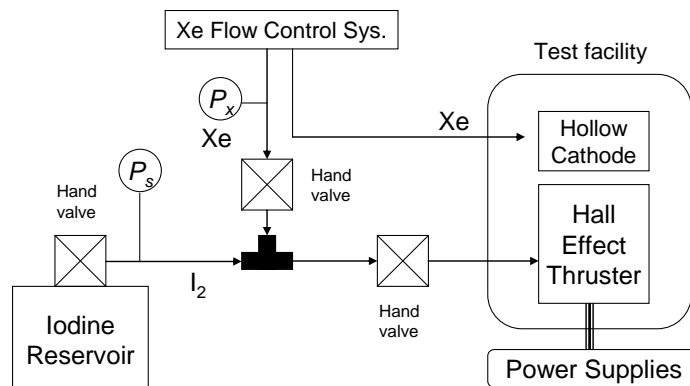 Xe Flow Control Sys.
Test facility
Px
Xe
Xe
Hollow
Cathode
Hand
valve
Ps
Hand
valve
Hall
Effect
Thruster
I2
Hand
valve
Iodine
Reservoir
Power Supplies